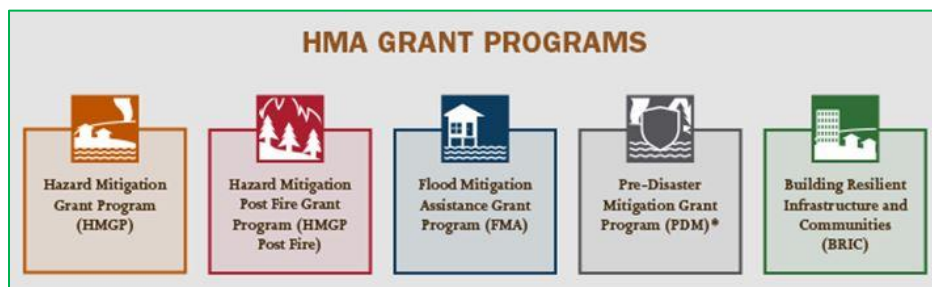 HMA GRANT PROGRAMS
Hazard Mitigation
Grant Program
(HMGP)
Hazard Mitigation
Post Fire Grant
Program (HMGP
Post Fire)
Flood Mitigation
Assistance Grant
Program (FMA)
Pre-Disaster
Mitigation Grant
Program (PDM)*
Building Resilient
Infrastructure and
Communities
(BRIC)